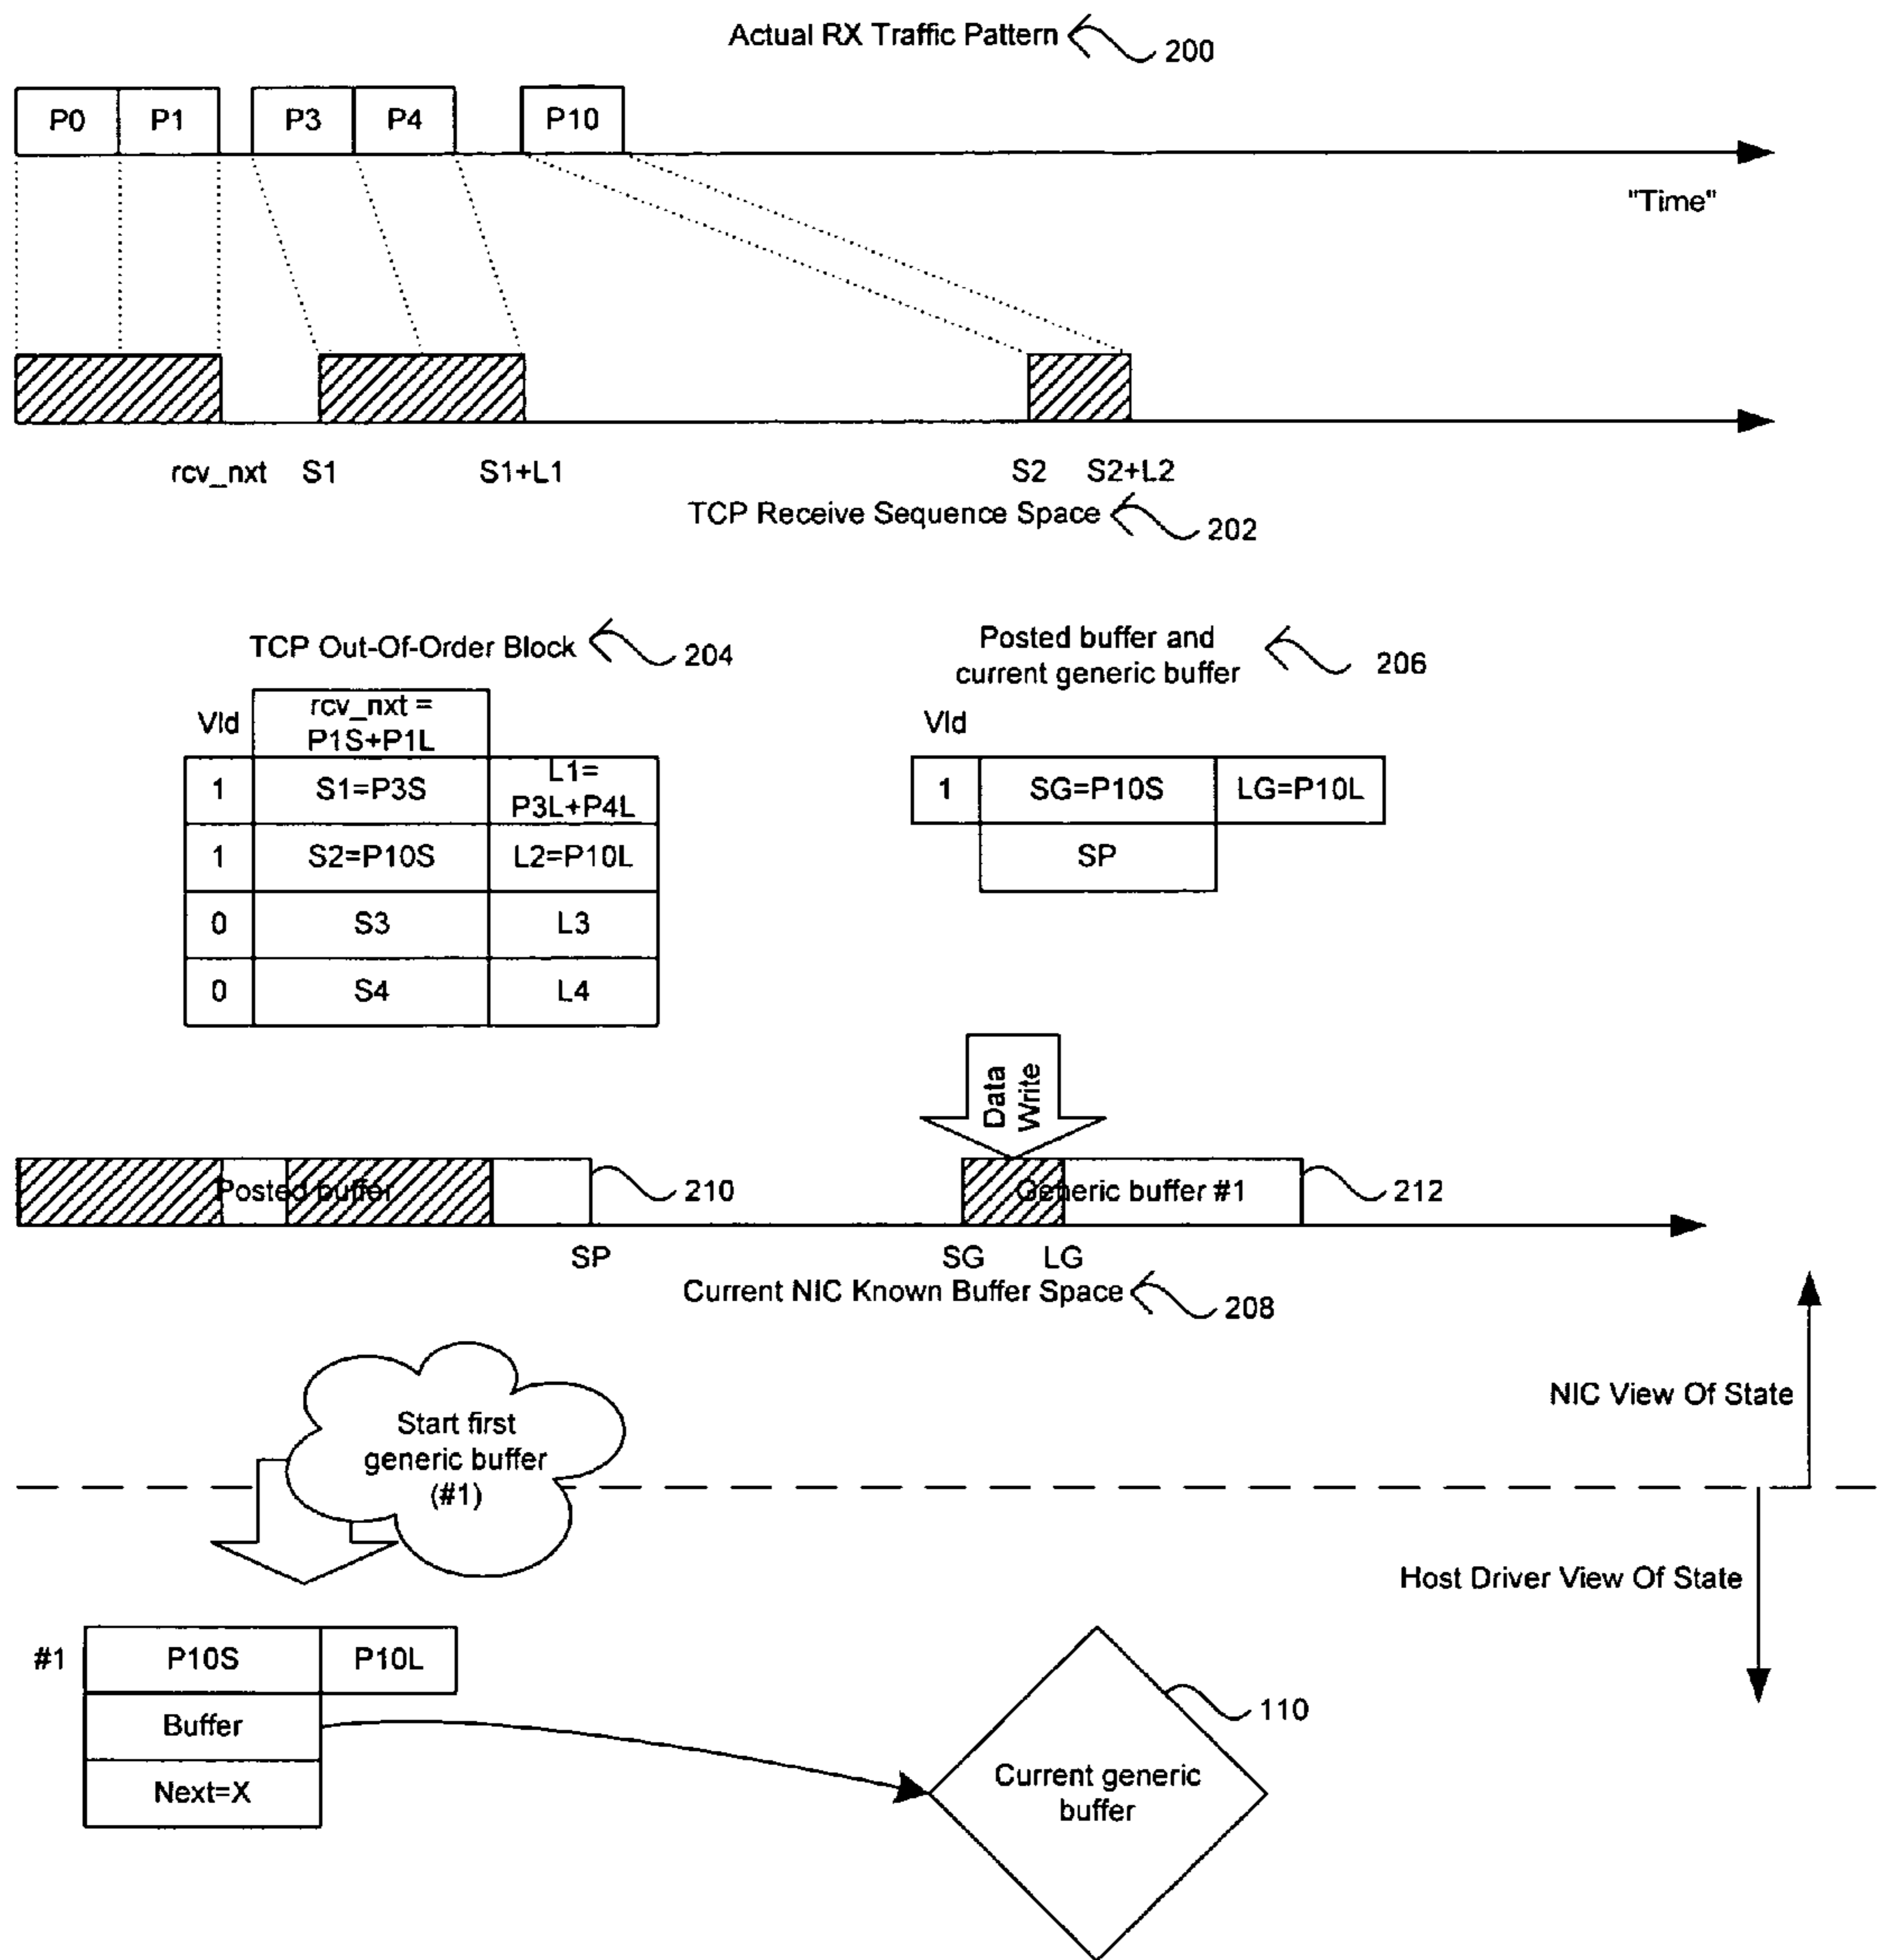 Actual RX Traffic Pattern 200
P0 P1 P3 P4 P10
"Time"
rcv_nxt S1 S1+L1 S2 S2+L2
TCP Receive Sequence Space 202
TCP Out-Of-Order Block 204
Vld
rcv_nxt =
P1S+P1L
1 S1=P3S
L1=
P3L+P4L
1 S2=P10S L2=P10L
0 S3 L3
0 S4 L4
Posted buffer and
current generic buffer
206
Vld
1 SG=P10S LG=P10L
SP
Data
Write
Posted buffer 210
Generic buffer #1 212
SP SG LG
Current NIC Known Buffer Space 208
NIC View Of State
Start first
generic buffer
(#1)
Host Driver View Of State
#1 P10S P10L
Buffer
Next=X
110
Current generic
buffer